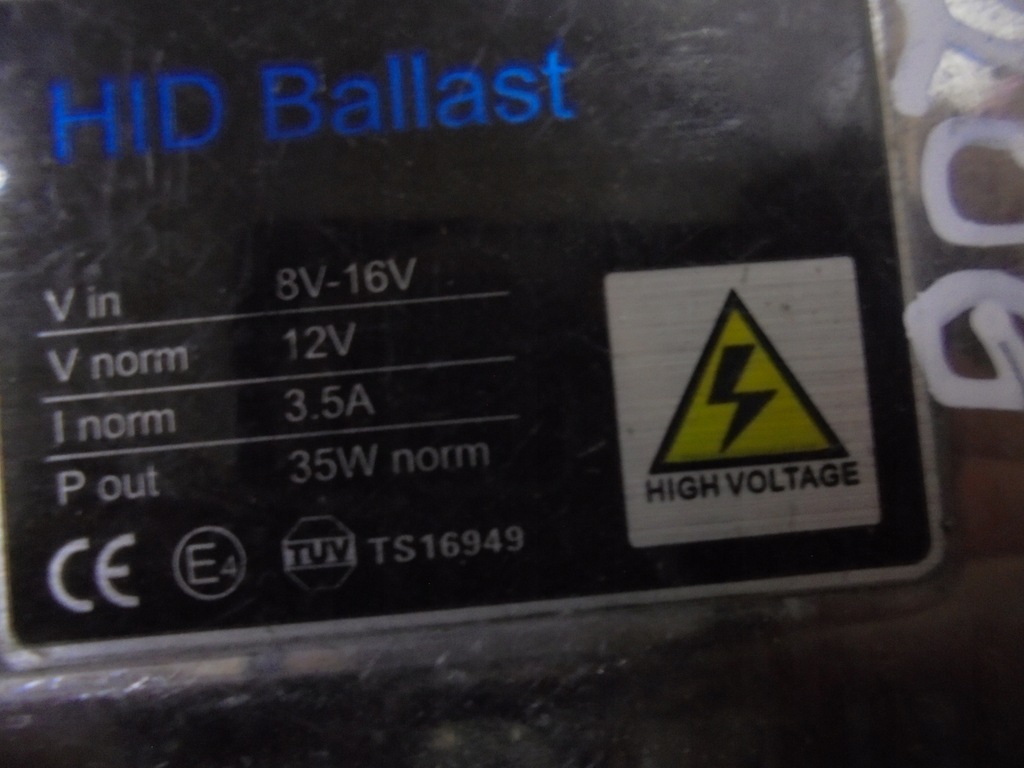 HID Ballast
V in 8V-16V
V norm 12V
I norm 3.5A
P out 35W norm
HIGH VOLTAGE
CE E4 TUV TS16949